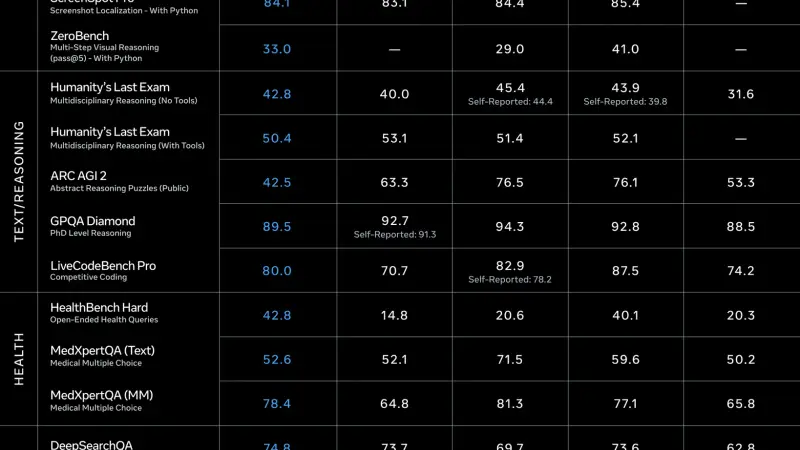 ScreenSpot Pro
Screenshot Localization - With Python
84.1
83.1
84.4
85.4
—
ZeroBench
Multi-Step Visual Reasoning
(pass@5) - With Python
33.0
—
29.0
41.0
—
TEXT/REASONING
Humanity's Last Exam
Multidisciplinary Reasoning (No Tools)
42.8
40.0
45.4
Self-Reported: 44.4
43.9
Self-Reported: 39.8
31.6
Humanity's Last Exam
Multidisciplinary Reasoning (With Tools)
50.4
53.1
51.4
52.1
—
ARC AGI 2
Abstract Reasoning Puzzles (Public)
42.5
63.3
76.5
76.1
53.3
GPQA Diamond
PhD Level Reasoning
89.5
92.7
Self-Reported: 91.3
94.3
92.8
88.5
LiveCodeBench Pro
Competitive Coding
80.0
70.7
82.9
Self-Reported: 78.2
87.5
74.2
HEALTH
HealthBench Hard
Open-Ended Health Queries
42.8
14.8
20.6
40.1
20.3
MedXpertQA (Text)
Medical Multiple Choice
52.6
52.1
71.5
59.6
50.2
MedXpertQA (MM)
Medical Multiple Choice
78.4
64.8
81.3
77.1
65.8
DeepSearchQA
74.8
73.7
69.7
73.6
62.8